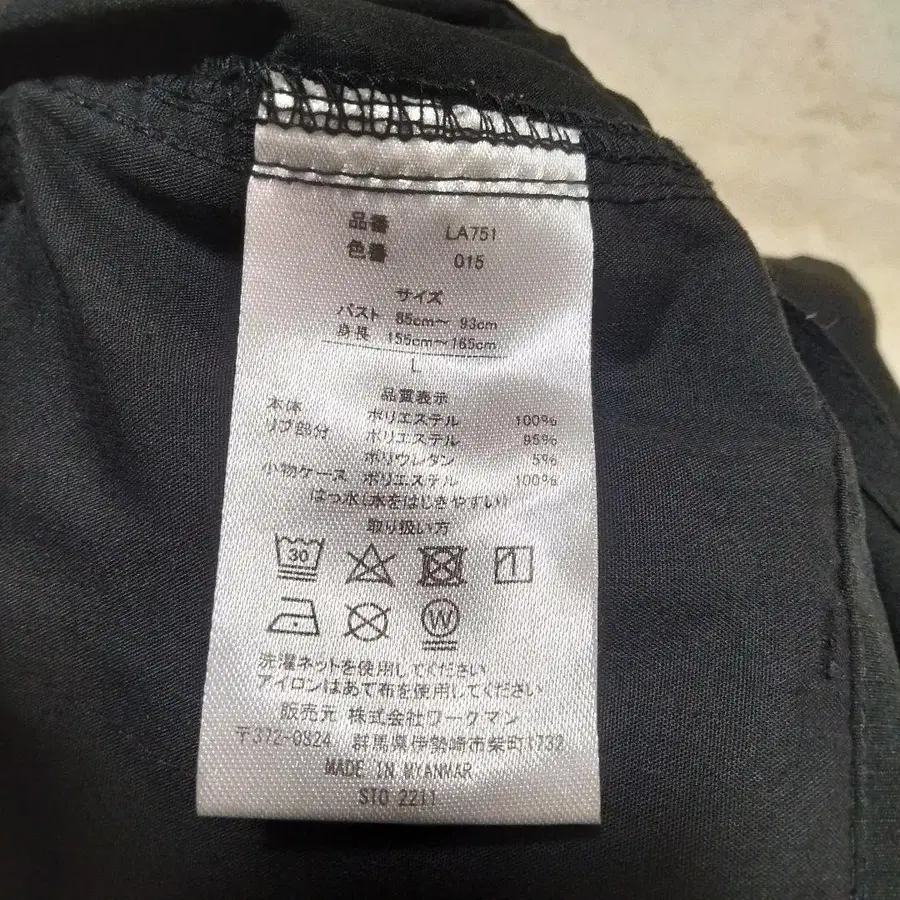 品番 LA751
色番 015
サイズ
バスト 85cm～ 93cm
身長 155cm～165cm
L
品質表示
本体 ポリエステル 100%
リブ部分 ポリエステル 95%
ポリウレタン 5%
小物ケース ポリエステル 100%
はっ水(水をはじきやすい)
取り扱い方
30
W
洗濯ネットを使用してください
アイロンはあて布を使用してください
販売元 株式会社ワークマン
〒372-0824 群馬県伊勢崎市柴町1732
MADE IN MYANMAR
STO 2211